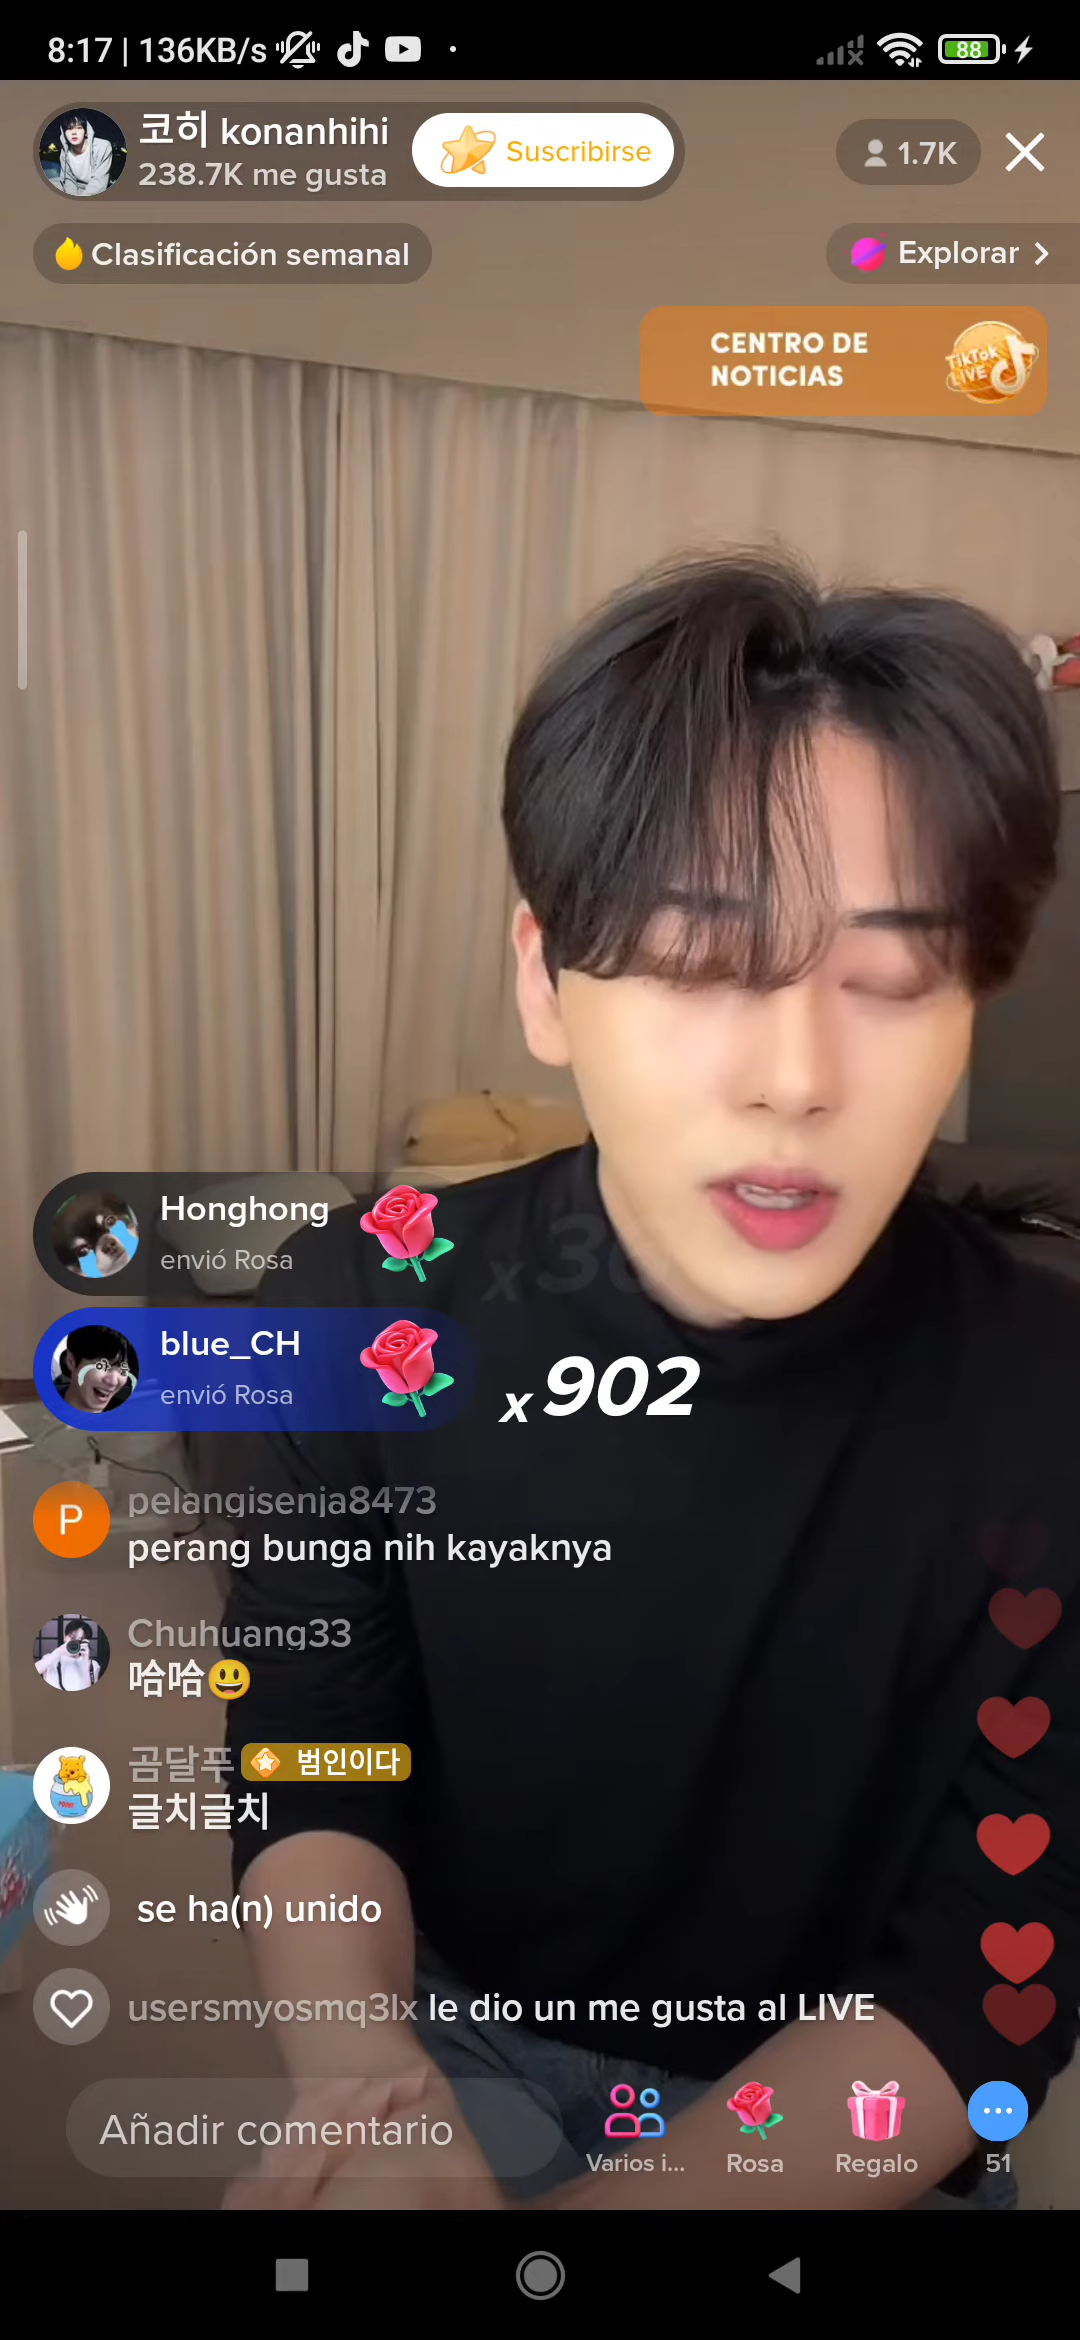 8:17 | 136KB/s
88
코히 konanhihi
238.7K me gusta
Suscribirse
1.7K
Clasificación semanal
Explorar
CENTRO DE
NOTICIAS
TikTok
LIVE
Honghong
envió Rosa
blue_CH
envió Rosa
x 902
P
pelangisenja8473
perang bunga nih kayaknya
Chuhuang33
哈哈😃
곰달푸 범인이다
글치글치
se ha(n) unido
usersmyosmq3lx le dio un me gusta al LIVE
Añadir comentario
Varios i...
Rosa
Regalo
51